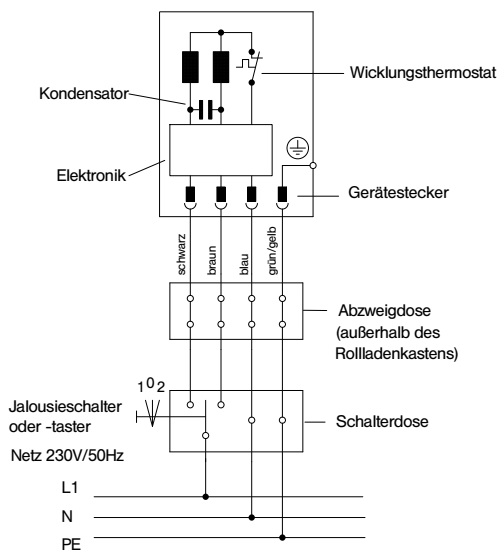 Wicklungsthermostat
Kondensator
Elektronik
Gerätestecker
schwarz
braun
blau
grün/gelb
Abzweigdose
(außerhalb des
Rollladenkastens)
1 0 2
Jalousieschalter
oder -taster
Schalterdose
Netz 230V/50Hz
L1
N
PE